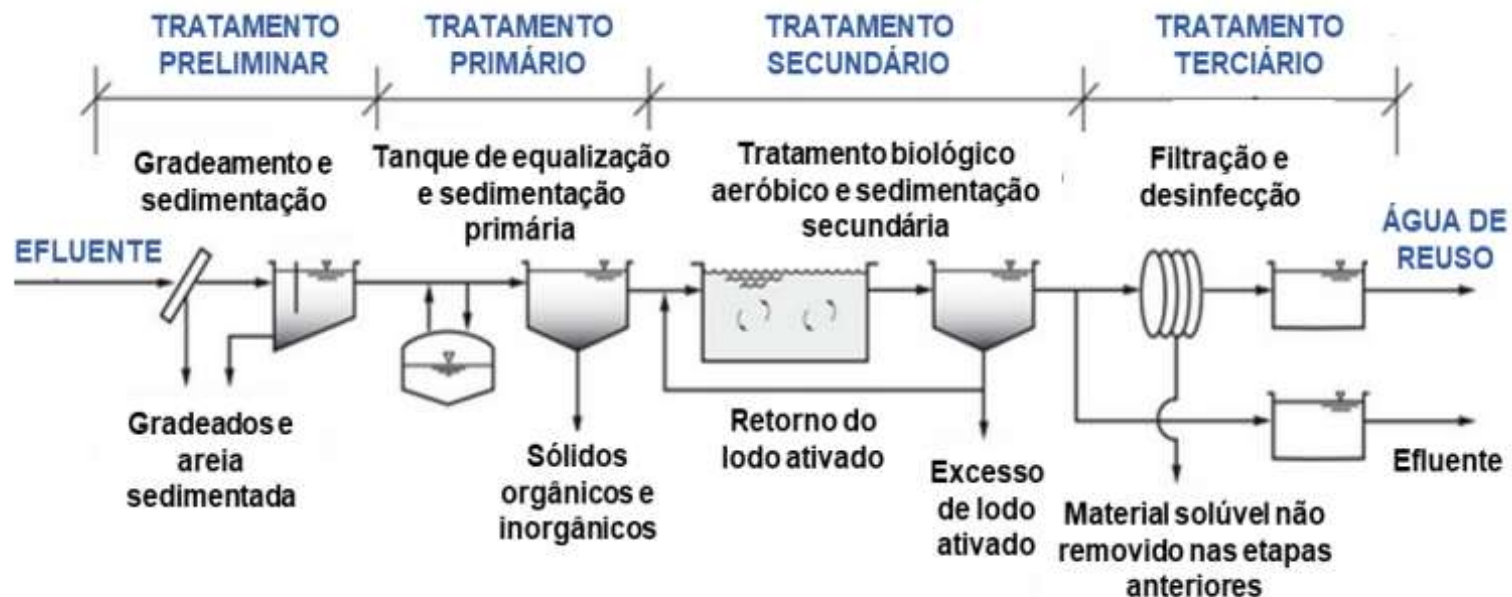 TRATAMENTO
PRELIMINAR
TRATAMENTO
PRIMÁRIO
TRATAMENTO
SECUNDÁRIO
TRATAMENTO
TERCIÁRIO
Gradeamento e
sedimentação
Tanque de equalização
e sedimentação
primária
Tratamento biológico
aeróbico e sedimentação
secundária
Filtração e
desinfecção
EFLUENTE
ÁGUA DE
REUSO
Gradeados e
areia
sedimentada
Sólidos
orgânicos e
inorgânicos
Retorno do
lodo ativado
Excesso
de lodo
ativado
Material solúvel não
removido nas etapas
anteriores
Efluente